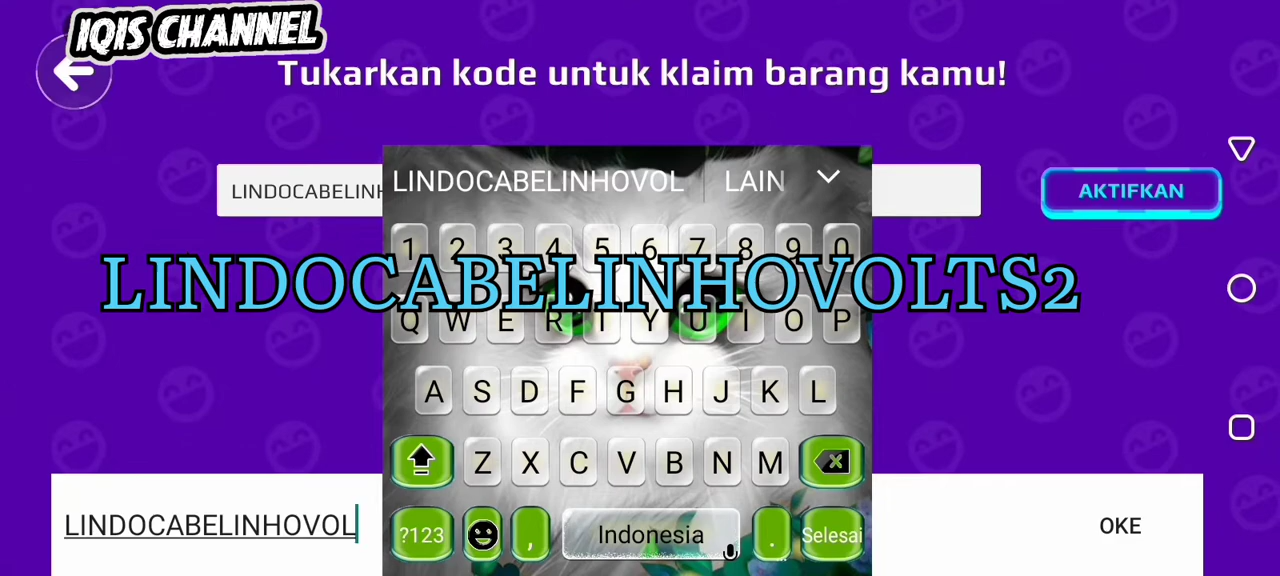 IQIS CHANNEL
Tukarkan kode untuk klaim barang kamu!
LINDOCABELINHOVOL LAIN
LINDOCABELINH
AKTIFKAN
1 2 3 4 5 6 7 8 9 0
LINDOCABELINHOVOLTS2
Q W E R T Y U I O P
A S D F G H J K L
Z X C V B N M
LINDOCABELINHOVOL
?123 , Indonesia . Selesai
OKE